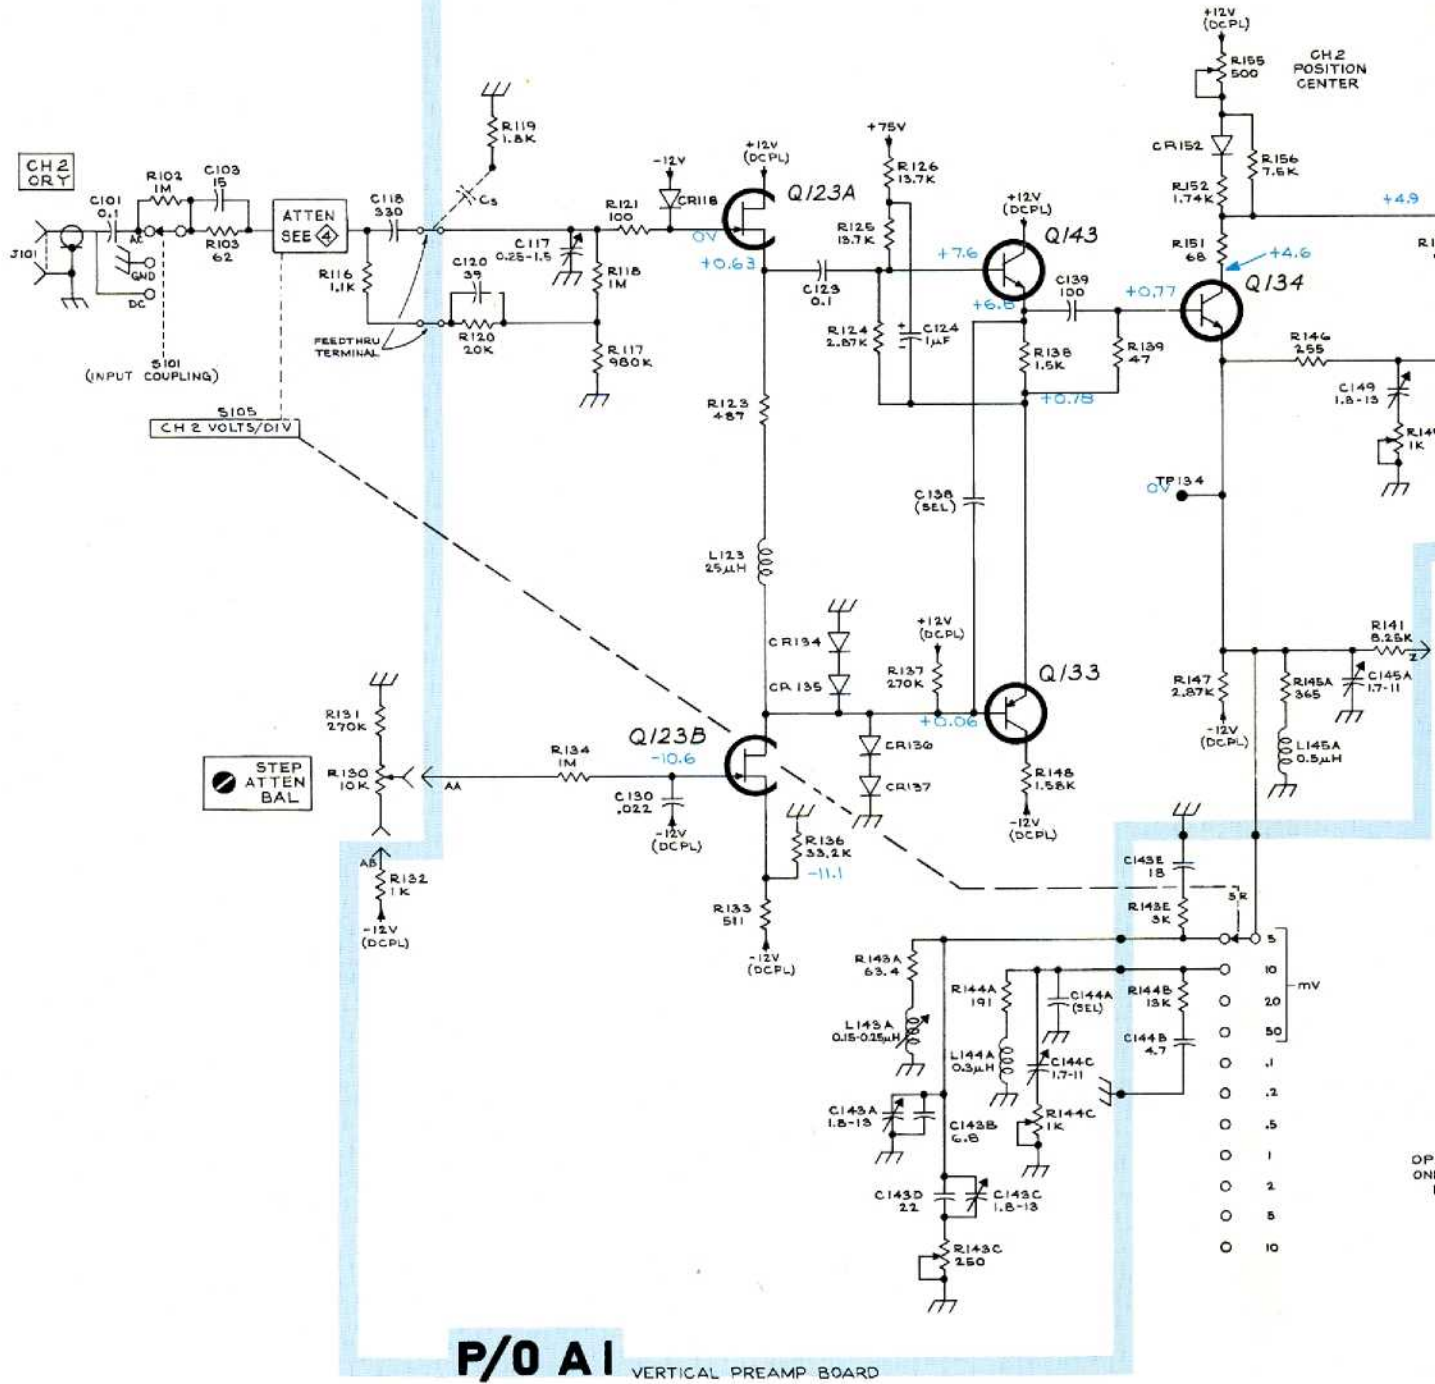 +12V
(DCPL)
R155
500
CH 2
POSITION
CENTER
R119
1.8K
+75V
CH 2
OR Y
R102
1M
C103
15
C101
0.1
AC
GND
DC
J101
R103
62
ATTEN
SEE 4
S101
(INPUT COUPLING)
S105
CH 2 VOLTS/DIV
C118
330
R116
1.1K
FEEDTHRU
TERMINAL
C120
39
R120
20K
Cs
C117
0.25-1.5
R118
1M
R117
980K
R121
100
-12V
CR118
+12V
(DCPL)
Q123A
0V
+0.63
R126
13.7K
R125
13.7K
C123
0.1
+7.6
+12V
(DCPL)
Q143
+6.8
R124
2.87K
C124
1µF
C139
100
R138
1.5K
R139
47
+0.78
+0.77
CR152
R156
7.5K
R152
1.74K
+4.9
R151
68
+4.6
Q134
R146
255
C149
1.8-13
1K
R123
487
C138
(SEL)
TP134
0V
L123
25µH
CR134
CR135
+12V
(DCPL)
R137
270K
+0.06
Q133
R147
2.87K
-12V
(DCPL)
R145A
365
C145A
1.7-11
R141
8.25K
Z
L145A
0.5µH
R131
270K
STEP
ATTEN
BAL
R130
10K
AA
R134
1M
Q123B
-10.6
C130
.022
-12V
(DCPL)
CR136
CR137
R148
1.58K
-12V
(DCPL)
R136
33.2K
-11.1
AB
R132
1K
-12V
(DCPL)
R133
511
-12V
(DCPL)
C143E
18
R143E
3K
5R
5
10
20
50
mV
.1
.2
.5
1
2
5
10
R143A
63.4
L143A
0.15-0.25µH
R144A
191
L144A
0.3µH
C144A
(SEL)
R144B
13K
C144B
4.7
C144C
1.7-11
R144C
1K
C143A
1.8-13
C143B
6.8
C143D
22
C143C
1.8-13
R143C
250
P/O A1 VERTICAL PREAMP BOARD